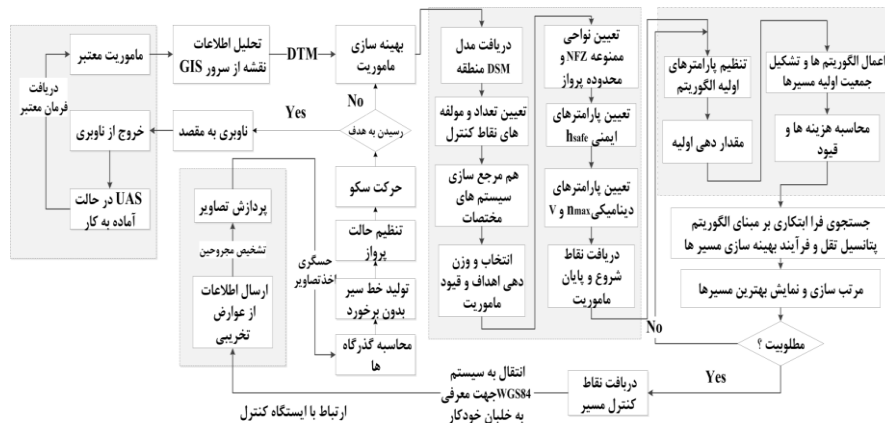 ماموریت معتبر
تحلیل اطلاعات
نقشه از سرور GIS
DTM
بهینه سازی
ماموریت
دریافت
فرمان معتبر
خروج از ناوبری
ناوبری به مقصد
Yes
No
رسیدن به هدف
UAS در حالت
آماده به کار
حرکت سکو
تنظیم حالت
پرواز
تولید خط سیر
بدون برخورد
محاسبه گذرگاه
ها
پردازش تصاویر
تشخیص مجروحین
ارسال اطلاعات
از عوارض
تخریبی
حسگری
اخذتصاویر
دریافت مدل
DSM منطقه
تعیین تعداد و مولفه
های نقاط کنترل
هم مرجع سازی
سیستم های
مختصات
انتخاب و وزن
دهی اهداف و قیود
ماموریت
تعیین نواحی
ممنوعه NFZ و
محدوده پرواز
تعیین پارامترهای
ایمنی hsafe
تعیین پارامترهای
دینامیکیnmax و V
دریافت نقاط
شروع و پایان
ماموریت
تنظیم پارامترهای
اولیه الگوریتم
مقدار دهی اولیه
اعمال الگوریتم ها و تشکیل
جمعیت اولیه مسیرها
محاسبه هزینه ها و
قیود
جستجوی فرا ابتکاری بر مبنای الگوریتم
پتانسیل ثقل و فرآیند بهینه سازی مسیر ها
مرتب سازی و نمایش بهترین مسیرها
مطلوبیت ؟
No
Yes
دریافت نقاط
کنترل مسیر
انتقال به سیستم
WGS84جهت معرفی
به خلبان خودکار
ارتباط با ایستگاه کنترل